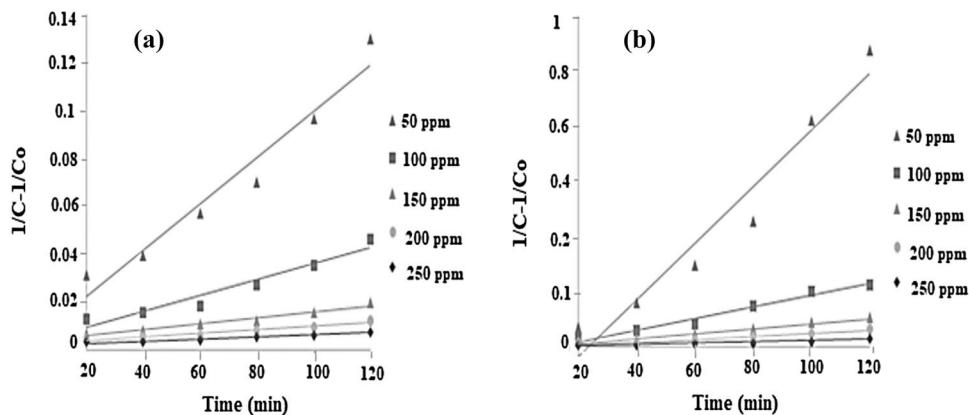 (a)
1/C-1/Co
0.14
0.12
0.1
0.08
0.06
0.04
0.02
0
20 40 60 80 100 120
Time (min)
50 ppm
100 ppm
150 ppm
200 ppm
250 ppm
(b)
1/C-1/Co
1
0.8
0.6
0.4
0.2
0.1
0
20 40 60 80 100 120
Time (min)
50 ppm
100 ppm
150 ppm
200 ppm
250 ppm